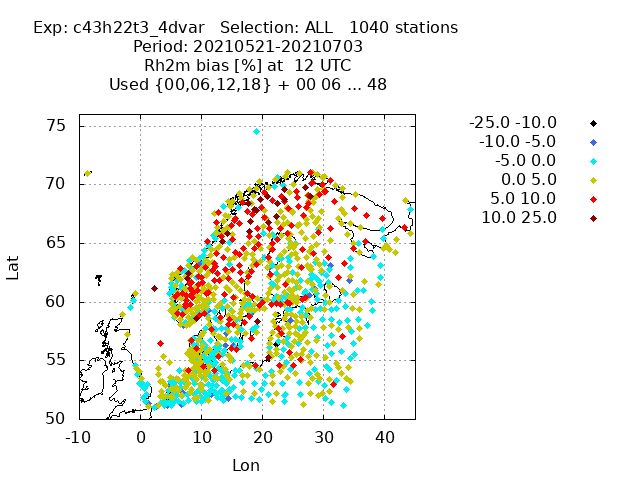 Exp: c43h22t3_4dvar   Selection: ALL   1040 stations
Period: 20210521-20210703
Rh2m bias [%] at  12 UTC
Used {00,06,12,18} + 00 06 ... 48
-25.0 -10.0
-10.0 -5.0
-5.0 0.0
0.0 5.0
5.0 10.0
10.0 25.0
75
70
65
60
55
50
Lat
-10 0 10 20 30 40
Lon